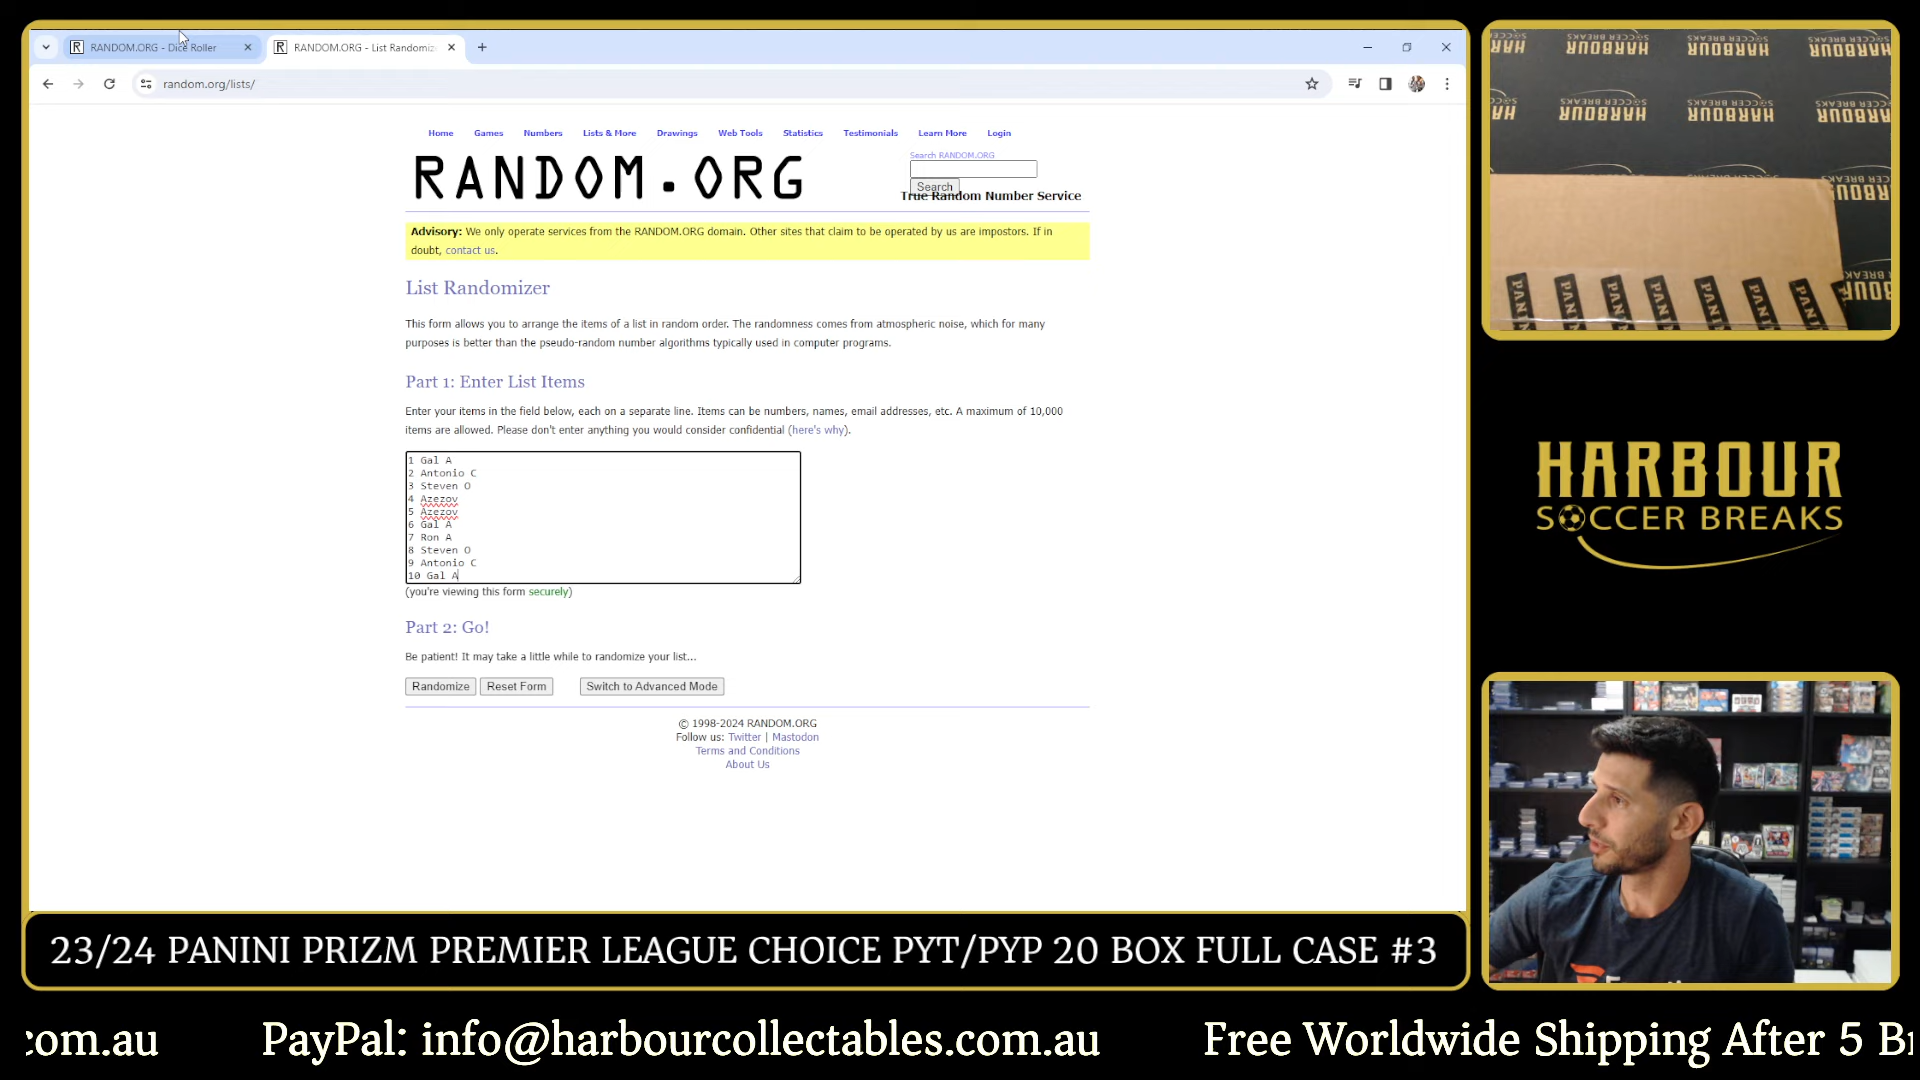 RANDOM.ORG - Dice Roller
RANDOM.ORG - List Randomiz
random.org/lists/
Home Games Numbers Lists & More Drawings Web Tools Statistics Testimonials Learn More Login
RANDOM.ORG
Search RANDOM.ORG
Search
True Random Number Service
Advisory: We only operate services from the RANDOM.ORG domain. Other sites that claim to be operated by us are impostors. If in
doubt, contact us.
List Randomizer
This form allows you to arrange the items of a list in random order. The randomness comes from atmospheric noise, which for many
purposes is better than the pseudo-random number algorithms typically used in computer programs.
Part 1: Enter List Items
Enter your items in the field below, each on a separate line. Items can be numbers, names, email addresses, etc. A maximum of 10,000
items are allowed. Please don't enter anything you would consider confidential (here's why).
1 Gal A
2 Antonio C
3 Steven O
4 Azezov
5 Azezov
6 Gal A
7 Ron A
8 Steven O
9 Antonio C
10 Gal A
(you're viewing this form securely)
Part 2: Go!
Be patient! It may take a little while to randomize your list...
Randomize Reset Form Switch to Advanced Mode
© 1998-2024 RANDOM.ORG
Follow us: Twitter | Mastodon
Terms and Conditions
About Us
HARBOUR
SOCCER BREAKS
23/24 PANINI PRIZM PREMIER LEAGUE CHOICE PYT/PYP 20 BOX FULL CASE #3
com.au PayPal: info@harbourcollectables.com.au Free Worldwide Shipping After 5 Br